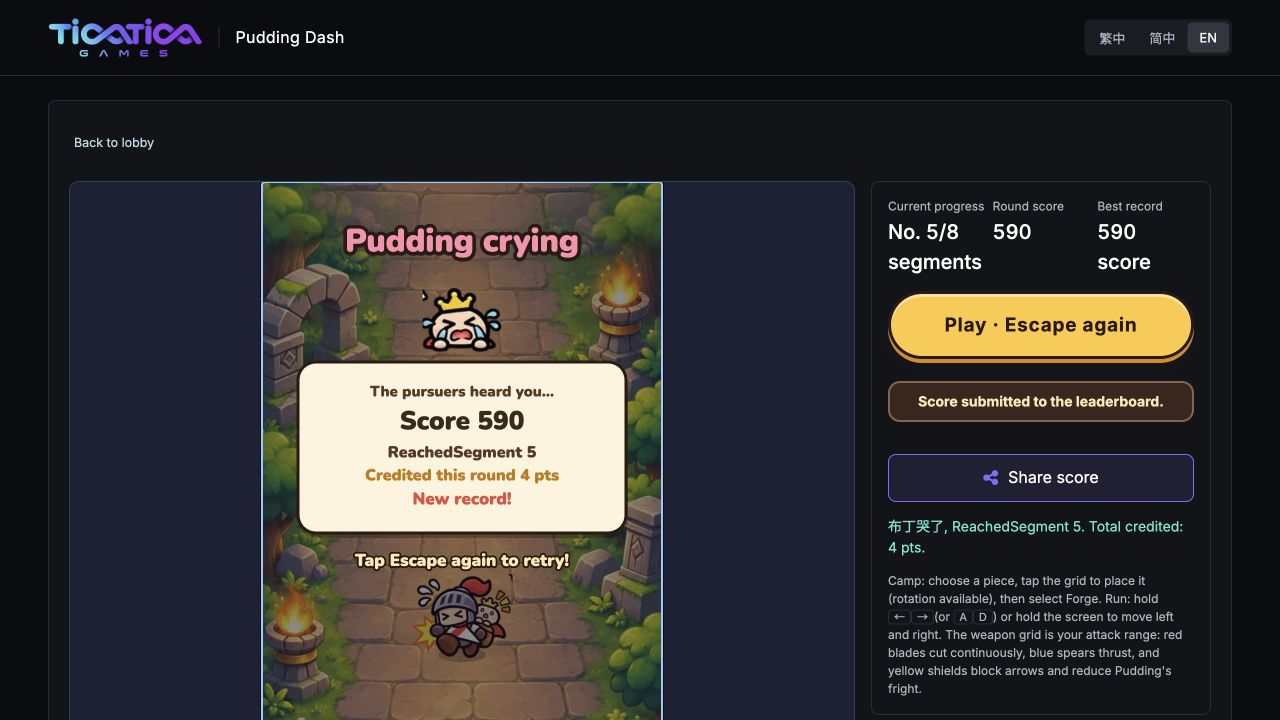 TICATICA
GAMES
Pudding Dash
繁中
简中
EN
Back to lobby
Pudding crying
The pursuers heard you...
Score 590
ReachedSegment 5
Credited this round 4 pts
New record!
Tap Escape again to retry!
Current progress
No. 5/8
segments
Round score
590
Best record
590
score
Play · Escape again
Score submitted to the leaderboard.
Share score
布丁哭了, ReachedSegment 5. Total credited:
4 pts.
Camp: choose a piece, tap the grid to place it
(rotation available), then select Forge. Run: hold
← → (or A D) or hold the screen to move left
and right. The weapon grid is your attack range: red
blades cut continuously, blue spears thrust, and
yellow shields block arrows and reduce Pudding's
fright.